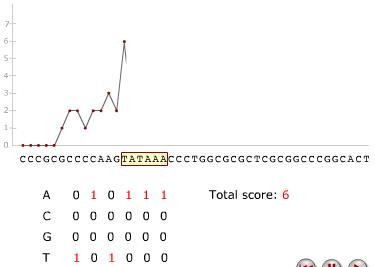 7
6
5
4
3
2
1
0
CCCGCGCCCCAAGTATAAACCCTGGCGCGCTCGCGGCCCGGCACT
A 0 1 0 1 1 1 Total score: 6
C 0 0 0 0 0 0
G 0 0 0 0 0 0
T 1 0 1 0 0 0